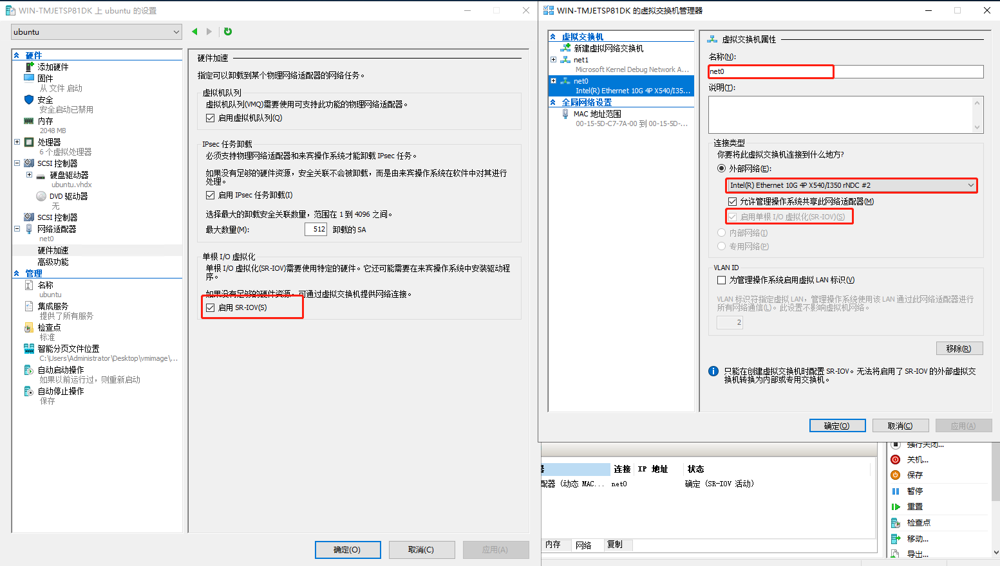 WIN-TMJETSP81DK 上 ubuntu 的设置
ubuntu
硬件
添加硬件
固件
从 文件 启动
安全
安全启动已禁用
内存
2048 MB
处理器
6 个虚拟处理器
SCSI 控制器
硬盘驱动器
ubuntu.vhdx
DVD 驱动器
无
SCSI 控制器
网络适配器
net0
硬件加速
高级功能
管理
名称
ubuntu
集成服务
提供了所有服务
检查点
标准
智能分页文件位置
C:\Users\Administrator\Desktop\vmimage\...
自动启动操作
如果以前运行过，则重新启动
自动停止操作
保存
硬件加速
指定可以卸载到某个物理网络适配器的网络任务。
虚拟机队列
虚拟机队列(VMQ)需要使用可支持此功能的物理网络适配器。
启用虚拟机队列(Q)
IPsec 任务卸载
必须支持物理网络适配器和来宾操作系统才能卸载 IPsec 任务。
如果没有足够的硬件资源，安全关联不会被卸载，而是由来宾操作系统在软件中对其进行
处理。
启用 IPsec 任务卸载(I)
选择最大的卸载安全关联数量，范围在 1 到 4096 之间。
最大数量(M): 512 卸载的 SA
单根 I/O 虚拟化
单根 I/O 虚拟化(SR-IOV)需要使用特定的硬件。它还可能需要在来宾操作系统中安装驱动程
序。
如果没有足够的硬件资源，可通过虚拟交换机提供网络连接。
启用 SR-IOV(S)
确定(O)
取消(C)
应用(A)
WIN-TMJETSP81DK 的虚拟交换机管理器
虚拟交换机
新建虚拟网络交换机
net1
Microsoft Kernel Debug Network A...
net0
Intel(R) Ethernet 10G 4P X540/I35...
全局网络设置
MAC 地址范围
00-15-5D-C7-7A-00 到 00-15-5D-...
虚拟交换机属性
名称(N):
net0
说明(T):
连接类型
你要将此虚拟交换机连接到什么地方?
外部网络(E):
Intel(R) Ethernet 10G 4P X540/I350 rNDC #2
允许管理操作系统共享此网络适配器(M)
启用单根 I/O 虚拟化(SR-IOV)(S)
内部网络(I)
专用网络(P)
VLAN ID
为管理操作系统启用虚拟 LAN 标识(V)
VLAN 标识符指定虚拟 LAN，管理操作系统使用该 LAN 通过此网络适配器进行
所有网络通信(L)。此设置不影响虚拟机网络。
2
移除(R)
只能在创建虚拟交换机时配置 SR-IOV。无法将启用了 SR-IOV 的外部虚拟交
换机转换为内部或专用交换机。
确定(O)
取消(C)
应用(A)
器 连接 IP 地址 状态
配器 (动态 MAC... net0 确定 (SR-IOV 活动)
内存 网络 复制
强行关闭...
关机...
保存
暂停
重置
检查点
移动...
导出...